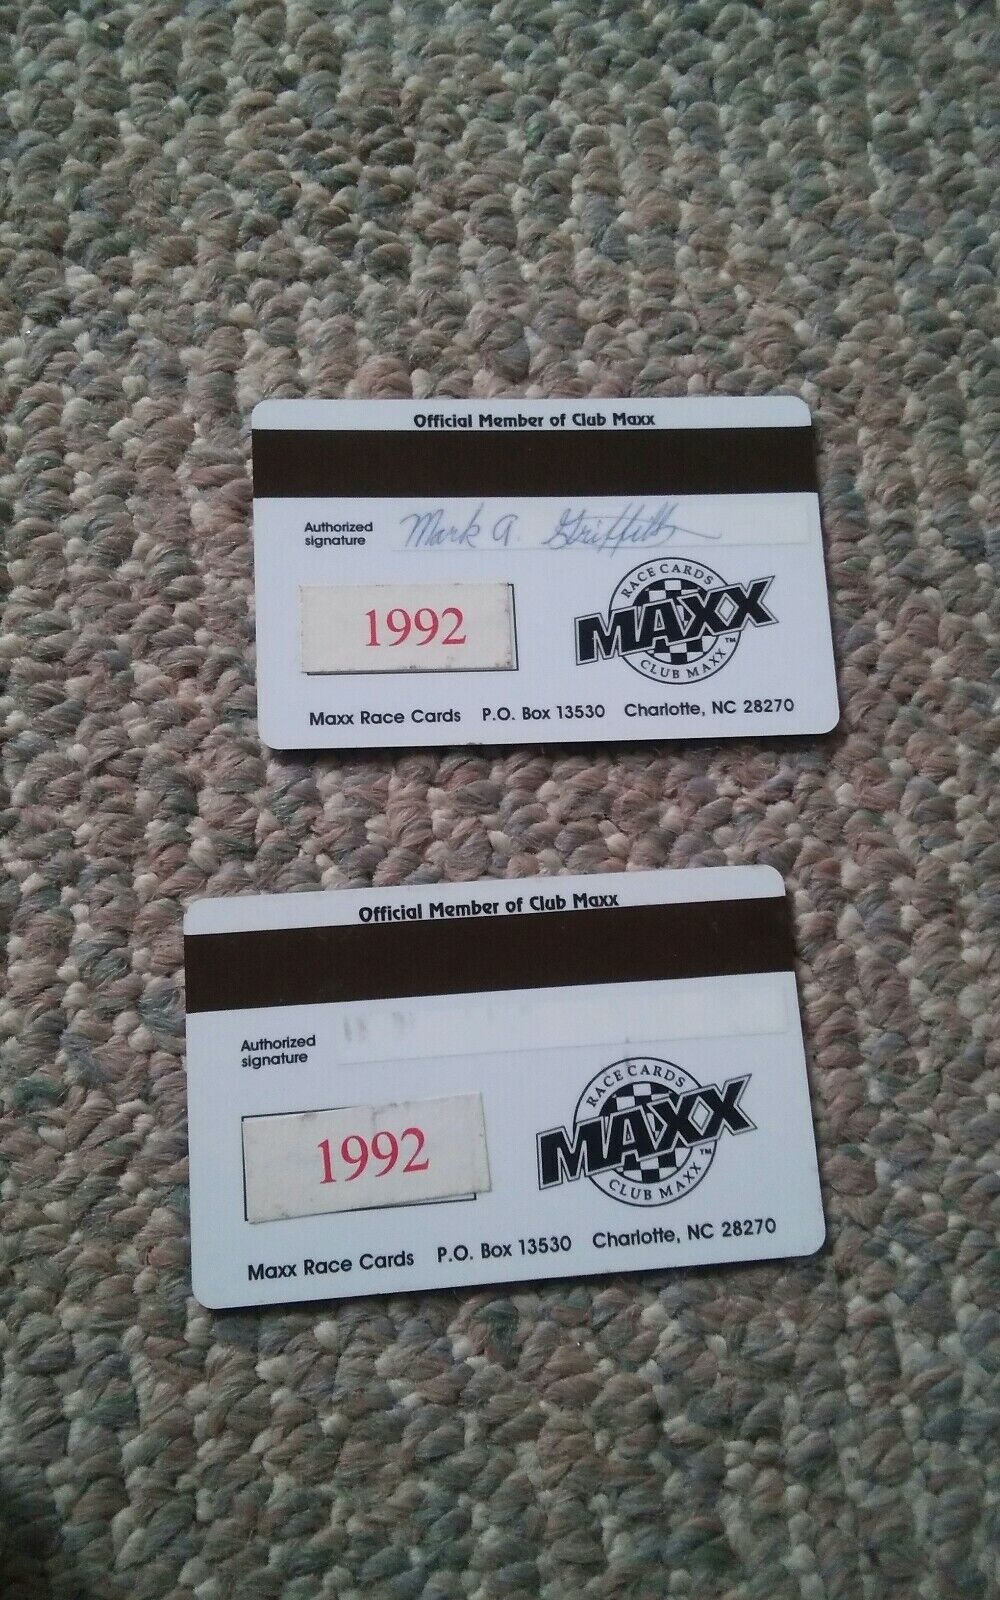 Official Member of Club Maxx
Authorized signature Mark A. Griffith
1992
RACE CARDS
MAXX™
CLUB MAXX
Maxx Race Cards P.O. Box 13530 Charlotte, NC 28270
Official Member of Club Maxx
Authorized signature
1992
RACE CARDS
MAXX™
CLUB MAXX
Maxx Race Cards P.O. Box 13530 Charlotte, NC 28270